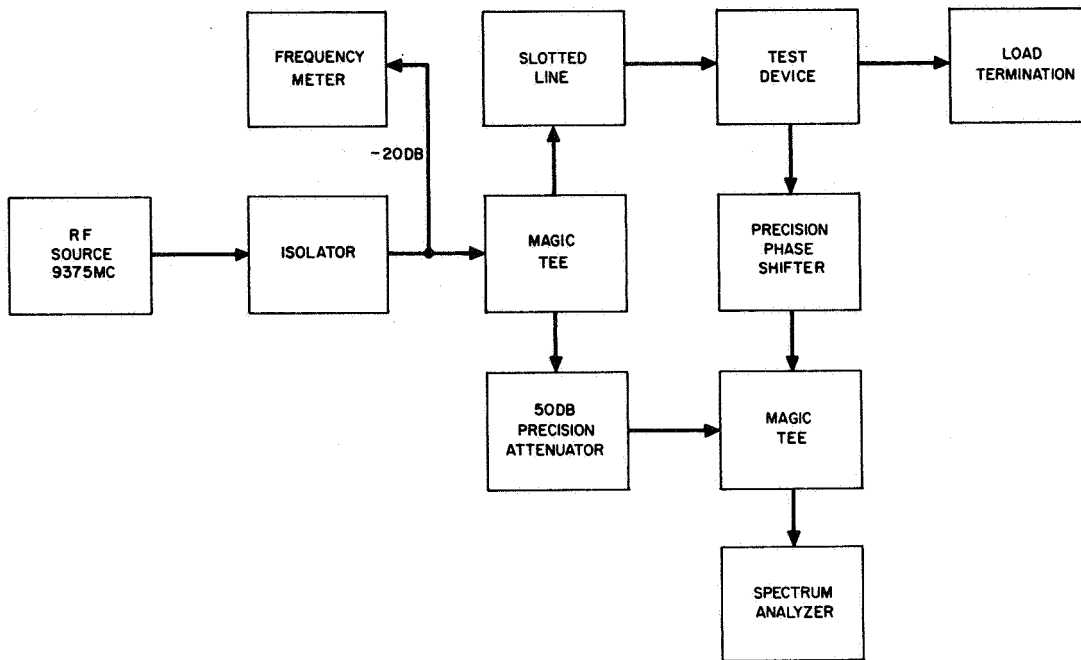 FREQUENCY
METER
SLOTTED
LINE
TEST
DEVICE
LOAD
TERMINATION
-20DB
RF
SOURCE
9375MC
ISOLATOR
MAGIC
TEE
PRECISION
PHASE
SHIFTER
50DB
PRECISION
ATTENUATOR
MAGIC
TEE
SPECTRUM
ANALYZER